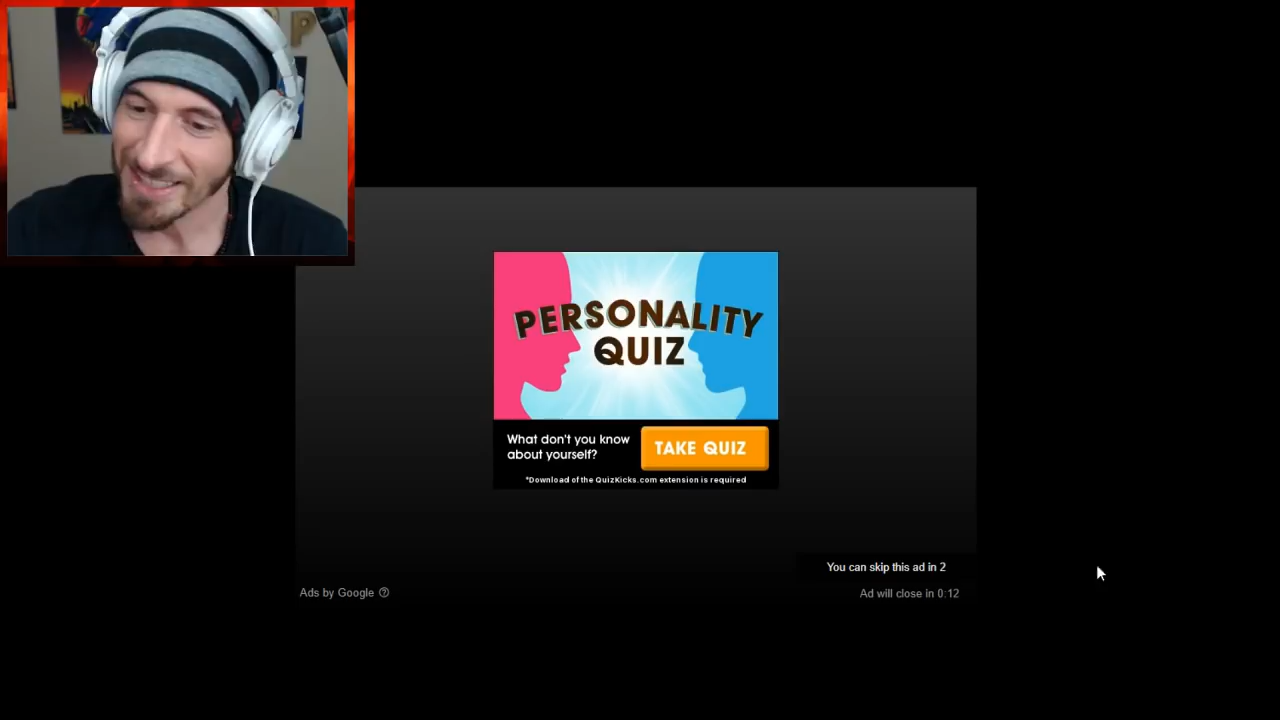 P
PERSONALITY
QUIZ
What don't you know
about yourself?
TAKE QUIZ
*Download of the QuizKicks.com extension is required
You can skip this ad in 2
Ads by Google
Ad will close in 0:12